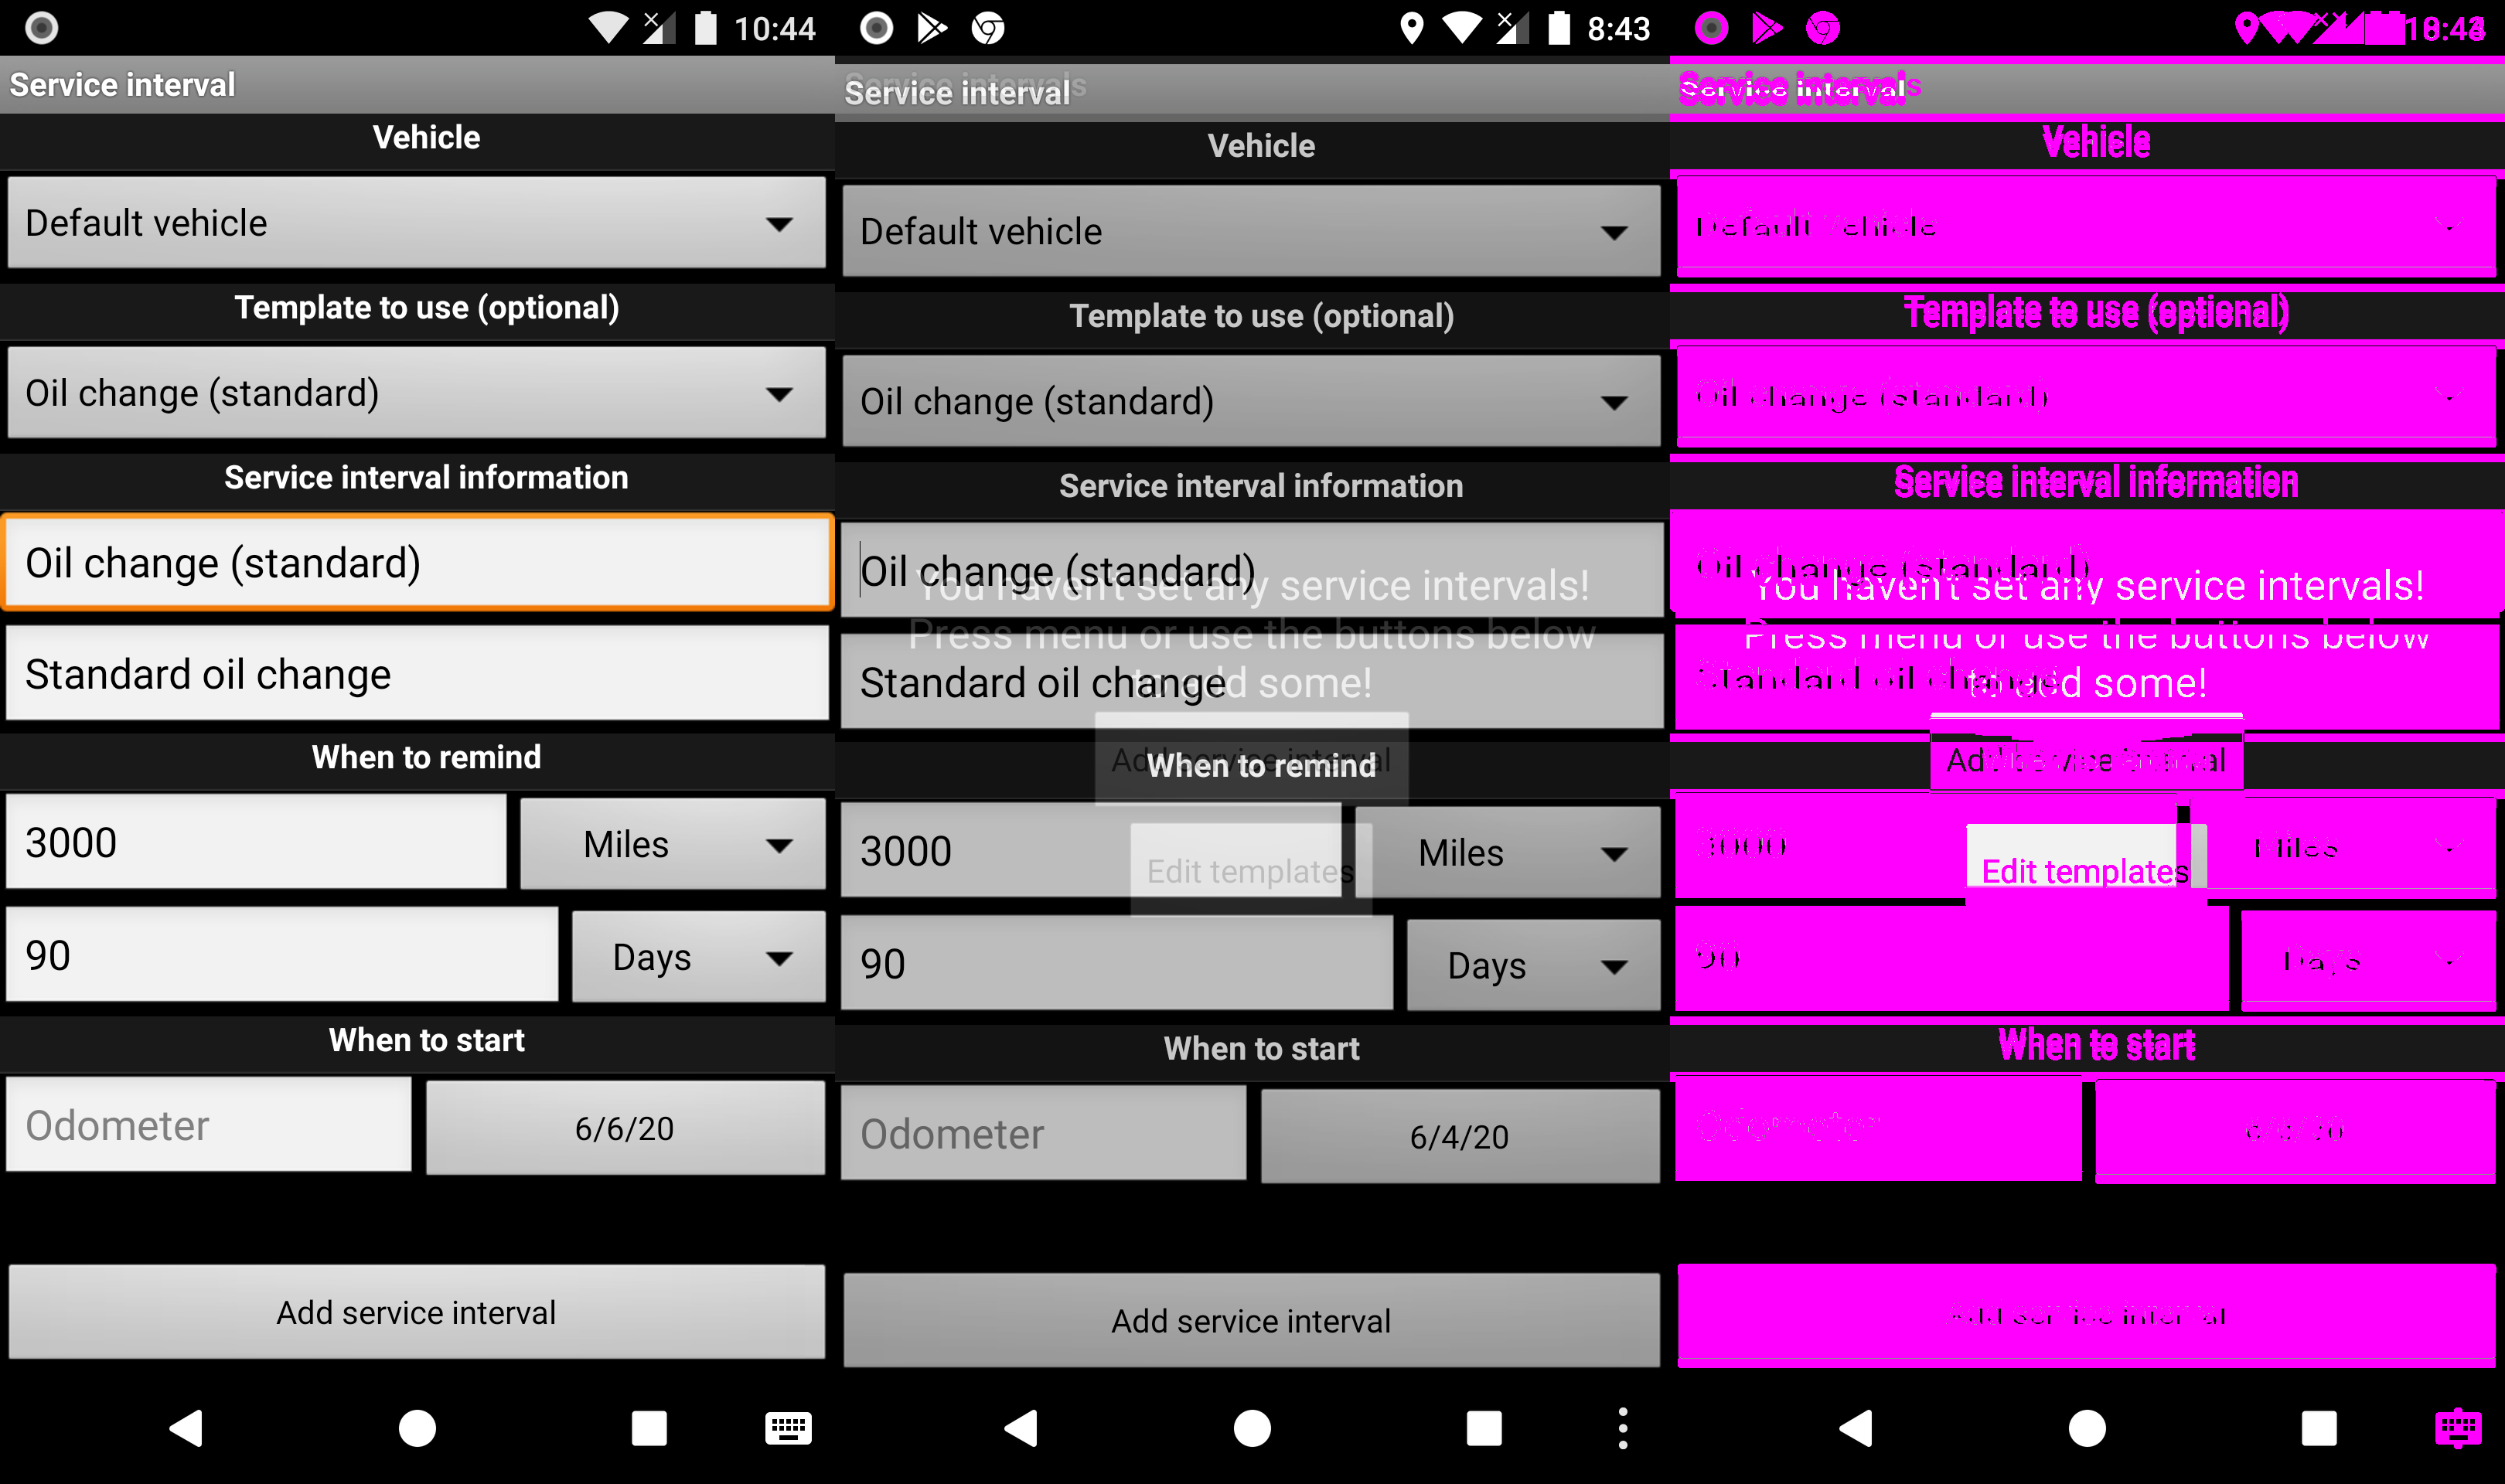 10:44
Service interval
Vehicle
Default vehicle
Template to use (optional)
Oil change (standard)
Service interval information
Oil change (standard)
Standard oil change
When to remind
3000 Miles
90 Days
When to start
Odometer 6/6/20
Add service interval
8:43
Service intervals
Service interval
Vehicle
Default vehicle
Template to use (optional)
Oil change (standard)
Service interval information
Oil change (standard)
You haven't set any service intervals!
Press menu or use the buttons below
to add some!
Standard oil change
Add service interval
When to remind
3000 Miles
Edit templates
90 Days
When to start
Odometer 6/4/20
Add service interval
Service intervals
Vehicle
Default vehicle
Template to use (optional)
Oil change (standard)
Service interval information
Oil change (standard)
You haven't set any service intervals!
Press menu or use the buttons below
Standard oil change
to add some!
Add service interval
3000 Miles
Edit templates
90 Days
When to start
Odometer
Add service interval